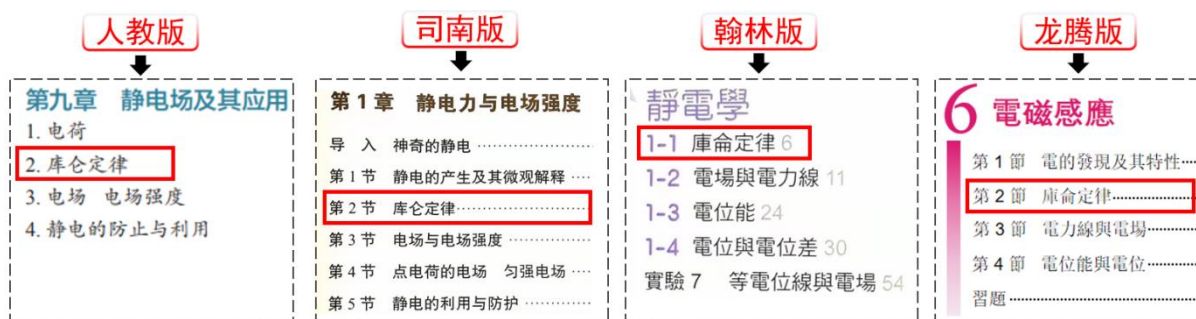 人教版
第九章 静电场及其应用
1. 电荷
2. 库仑定律
3. 电场 电场强度
4. 静电的防止与利用
司南版
第1章 静电力与电场强度
导 入 神奇的静电 ························
第1节 静电的产生及其微观解释 ····
第2节 库仑定律························
第3节 电场与电场强度 ················
第4节 点电荷的电场 匀强电场 ····
第5节 静电的利用与防护 ·············
翰林版
靜電學
1-1 庫侖定律 6
1-2 電場與電力線 11
1-3 電位能 24
1-4 電位與電位差 30
實驗 7 等電位線與電場 54
龙腾版
6 電磁感應
第1節 電的發現及其特性···
第2節 庫侖定律···············
第3節 電力線與電場·········
第4節 電位能與電位·········
習題·······························